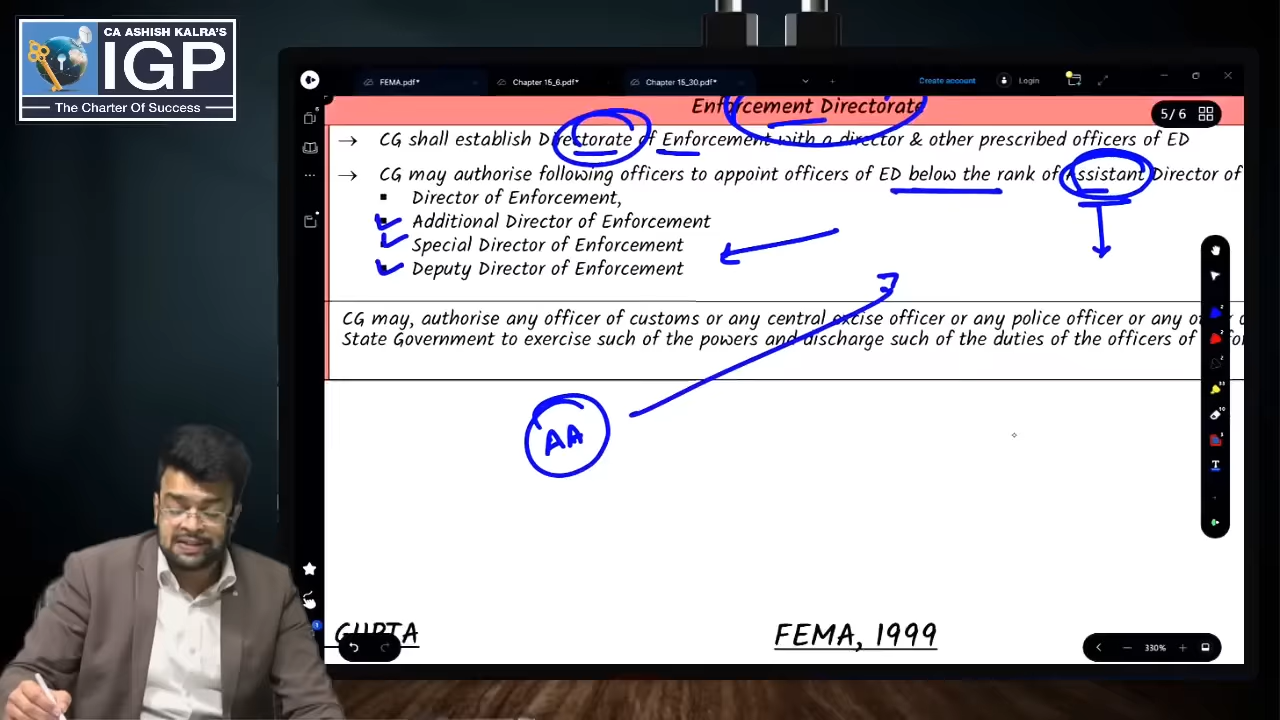 CA ASHISH KALRA'S
IGP
The Charter Of Success
FEMA.pdf*
Chapter 15_6.pdf*
Chapter 15_30.pdf*
Create account
Login
Enforcement Directorate
5/6
→ CG shall establish Directorate of Enforcement with a director & other prescribed officers of ED
→ CG may authorise following officers to appoint officers of ED below the rank of Assistant Director of
▪ Director of Enforcement,
▪ Additional Director of Enforcement
▪ Special Director of Enforcement
▪ Deputy Director of Enforcement
CG may, authorise any officer of customs or any central excise officer or any police officer or any
State Government to exercise such of the powers and discharge such of the duties of the officers of
AA
GUPTA
FEMA, 1999
330%